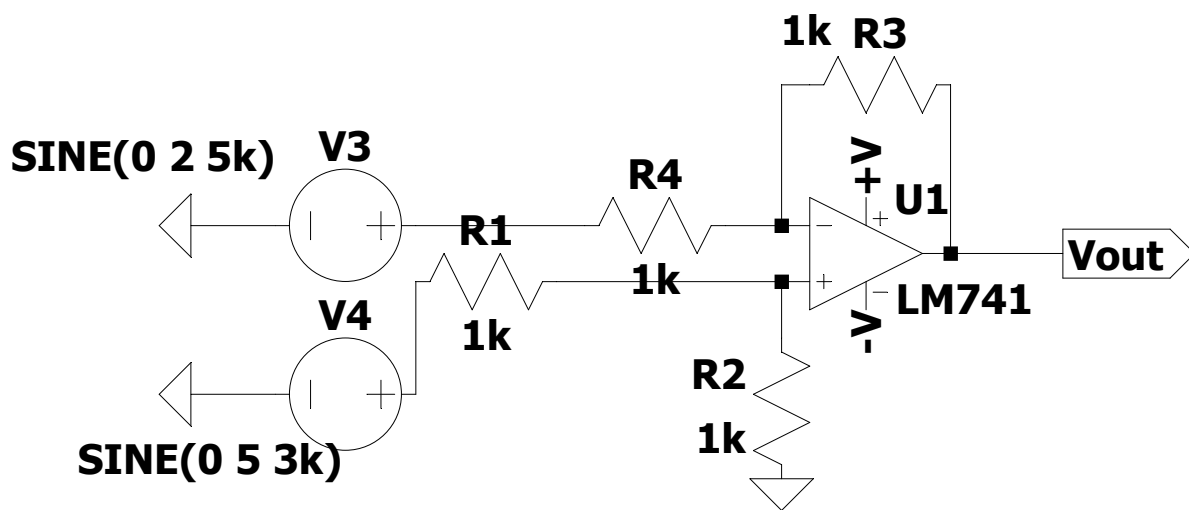 1k R3
SINE(0 2 5k)
V3
R4
+V
U1
R1
1k
Vout
V4
1k
-V
LM741
R2
1k
SINE(0 5 3k)